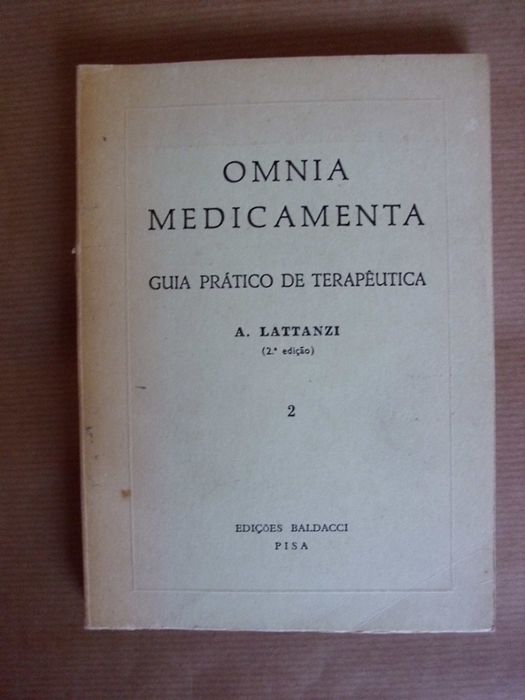 OMNIA
MEDICAMENTA
GUIA PRÁTICO DE TERAPÊUTICA
A. LATTANZI
(2.ª edição)
2
EDIÇÕES BALDACCI
PISA